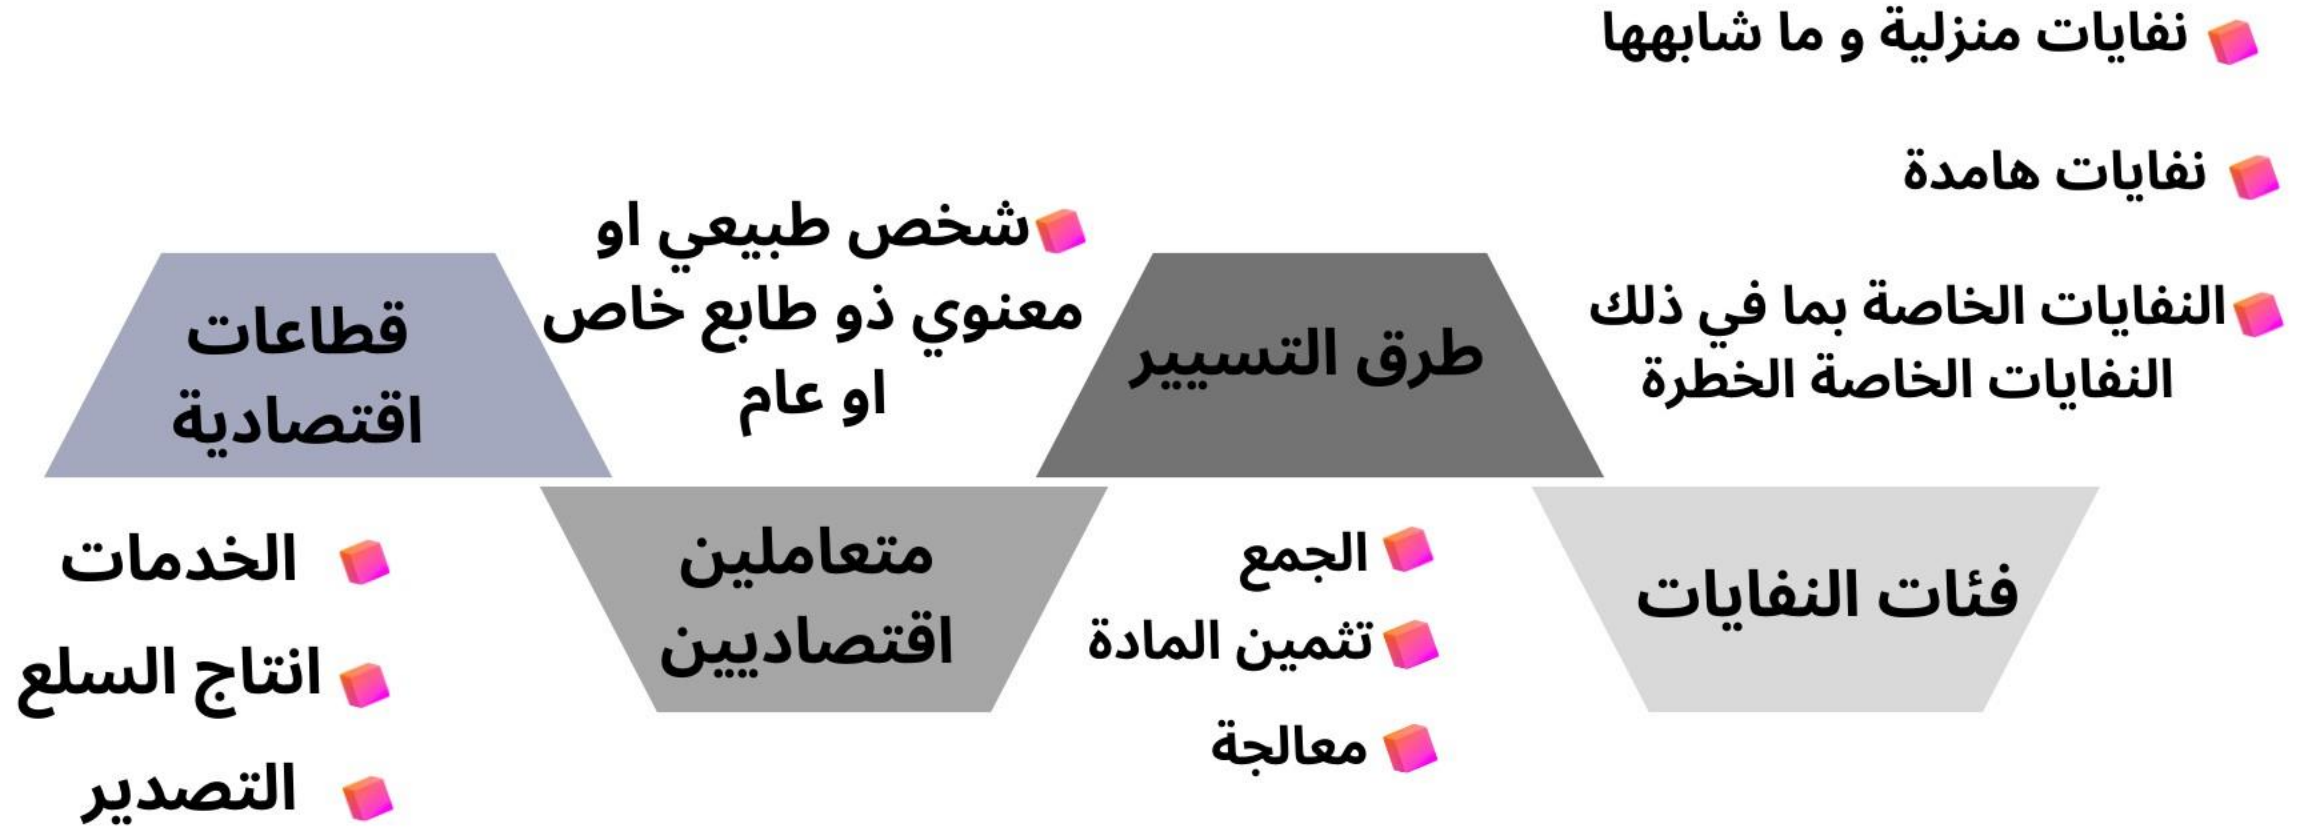 نفايات منزلية و ما شابهها
نفايات هامدة
النفايات الخاصة بما في ذلك
النفايات الخاصة الخطرة
فئات النفايات
طرق التسيير
الجمع
تثمين المادة
معالجة
شخص طبيعي او
معنوي ذو طابع خاص
او عام
متعاملين
اقتصاديين
قطاعات
اقتصادية
الخدمات
انتاج السلع
التصدير